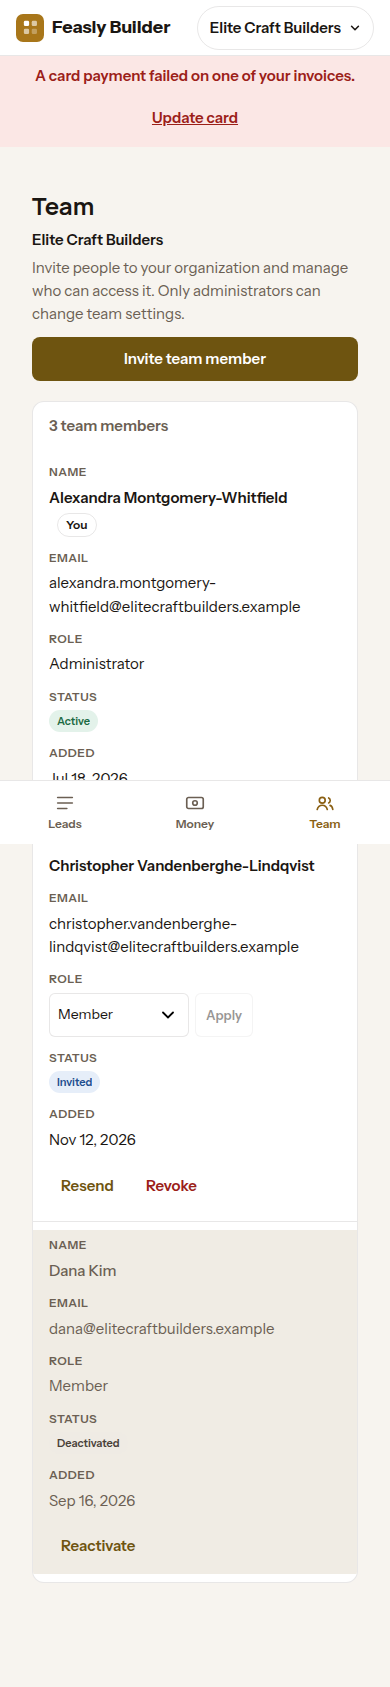 Feasly Builder
Elite Craft Builders
A card payment failed on one of your invoices.
Update card
Team
Elite Craft Builders
Invite people to your organization and manage
who can access it. Only administrators can
change team settings.
Invite team member
3 team members
NAME
Alexandra Montgomery-Whitfield
You
EMAIL
alexandra.montgomery-
whitfield@elitecraftbuilders.example
ROLE
Administrator
STATUS
Active
ADDED
Jul 18, 2026
Leads
Money
Team
Christopher Vandenberghe-Lindqvist
EMAIL
christopher.vandenberghe-
lindqvist@elitecraftbuilders.example
ROLE
Member
Apply
STATUS
Invited
ADDED
Nov 12, 2026
Resend
Revoke
NAME
Dana Kim
EMAIL
dana@elitecraftbuilders.example
ROLE
Member
STATUS
Deactivated
ADDED
Sep 16, 2026
Reactivate